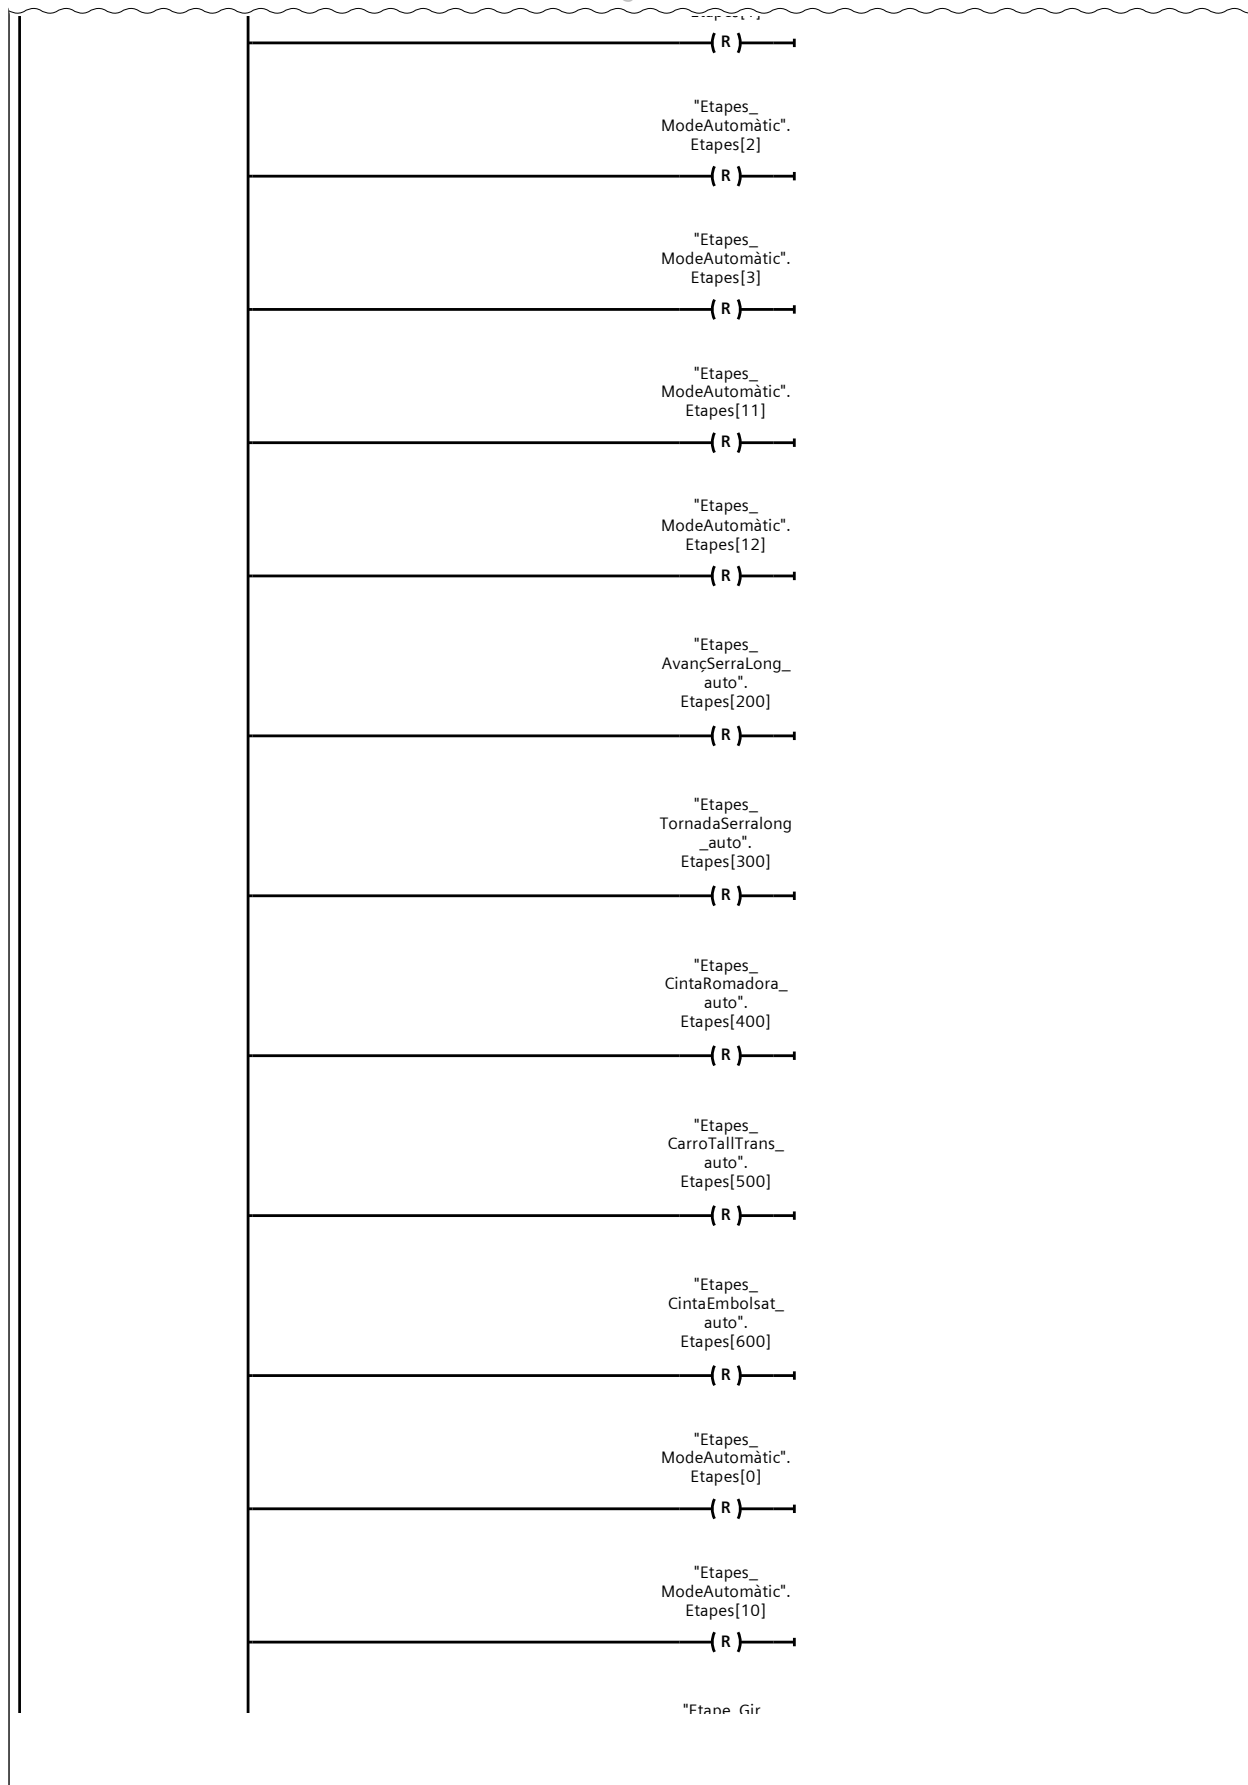 ( R )
"Etapes_
ModeAutomàtic".
Etapes[2]
( R )
"Etapes_
ModeAutomàtic".
Etapes[3]
( R )
"Etapes_
ModeAutomàtic".
Etapes[11]
( R )
"Etapes_
ModeAutomàtic".
Etapes[12]
( R )
"Etapes_
AvançSerraLong_
auto".
Etapes[200]
( R )
"Etapes_
TornadaSerralong
_auto".
Etapes[300]
( R )
"Etapes_
CintaRomadora_
auto".
Etapes[400]
( R )
"Etapes_
CarroTallTrans_
auto".
Etapes[500]
( R )
"Etapes_
CintaEmbolsat_
auto".
Etapes[600]
( R )
"Etapes_
ModeAutomàtic".
Etapes[0]
( R )
"Etapes_
ModeAutomàtic".
Etapes[10]
( R )
"Etape_Gir